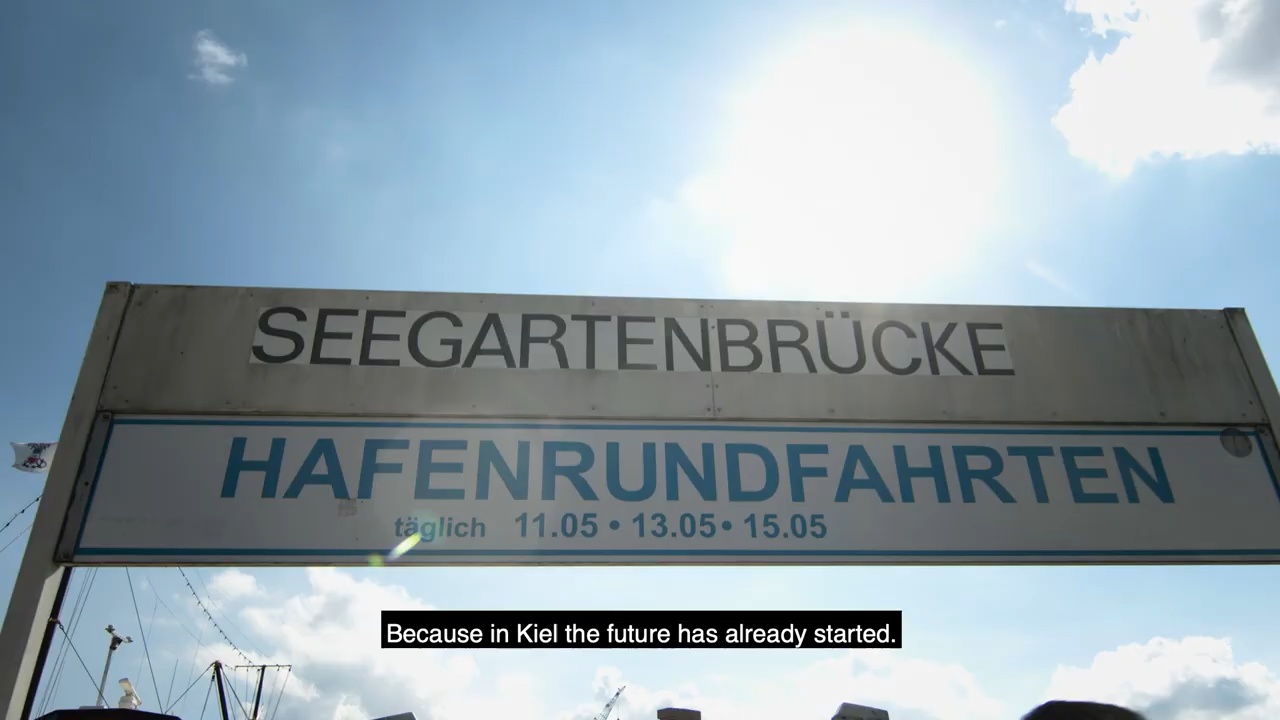 SEEGARTENBRÜCKE
HAFENRUNDFAHRTEN
täglich 11.05 • 13.05 • 15.05
Because in Kiel the future has already started.